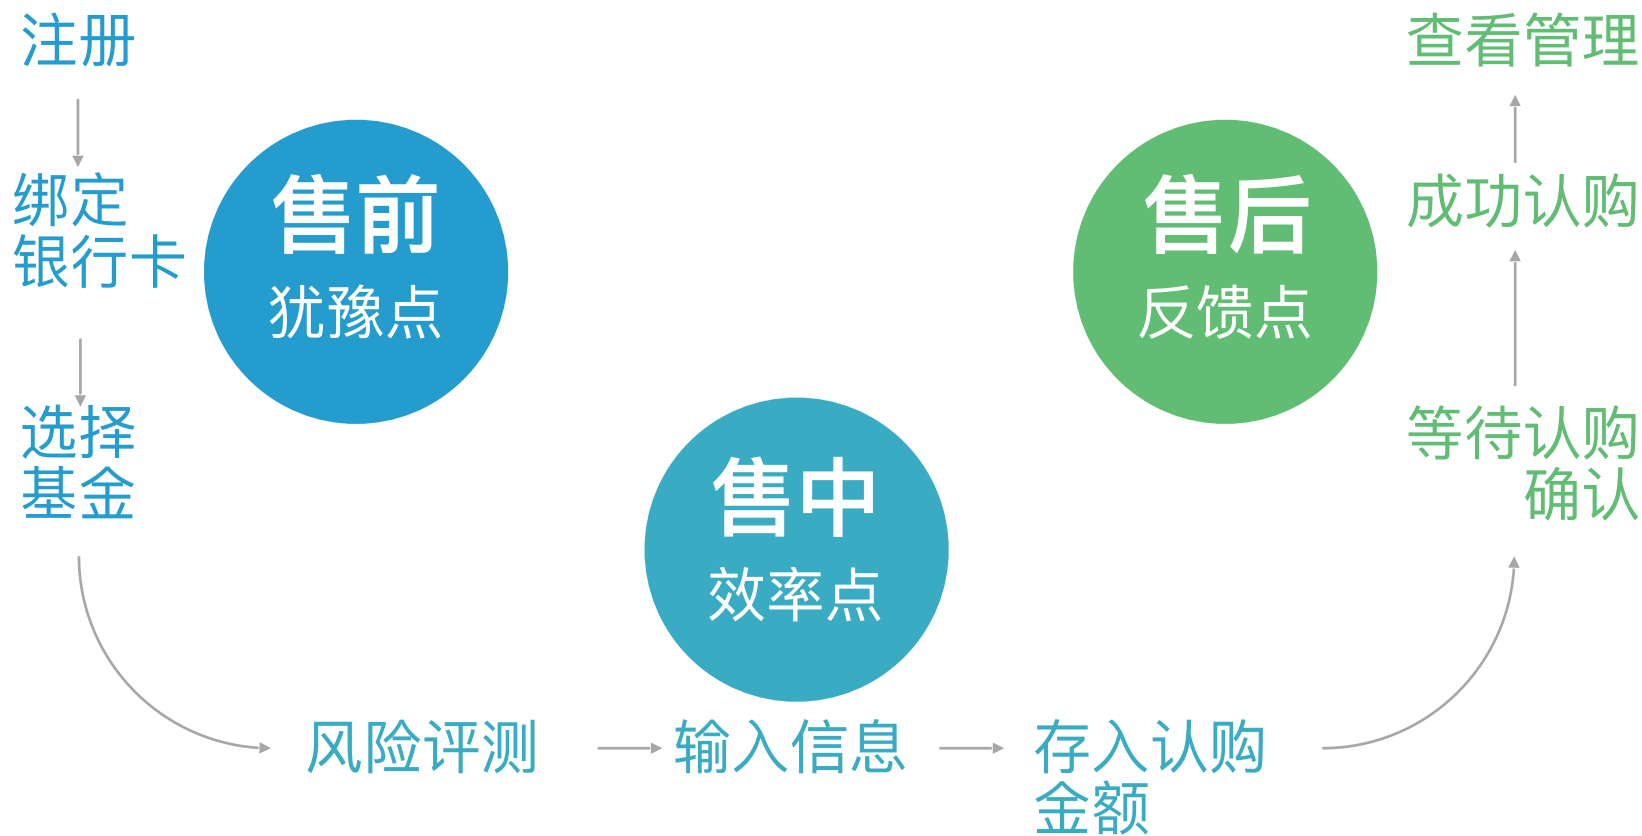 注册
绑定
银行卡
选择
基金
售前
犹豫点
风险评测
输入信息
存入认购
金额
售中
效率点
等待认购
确认
成功认购
查看管理
售后
反馈点